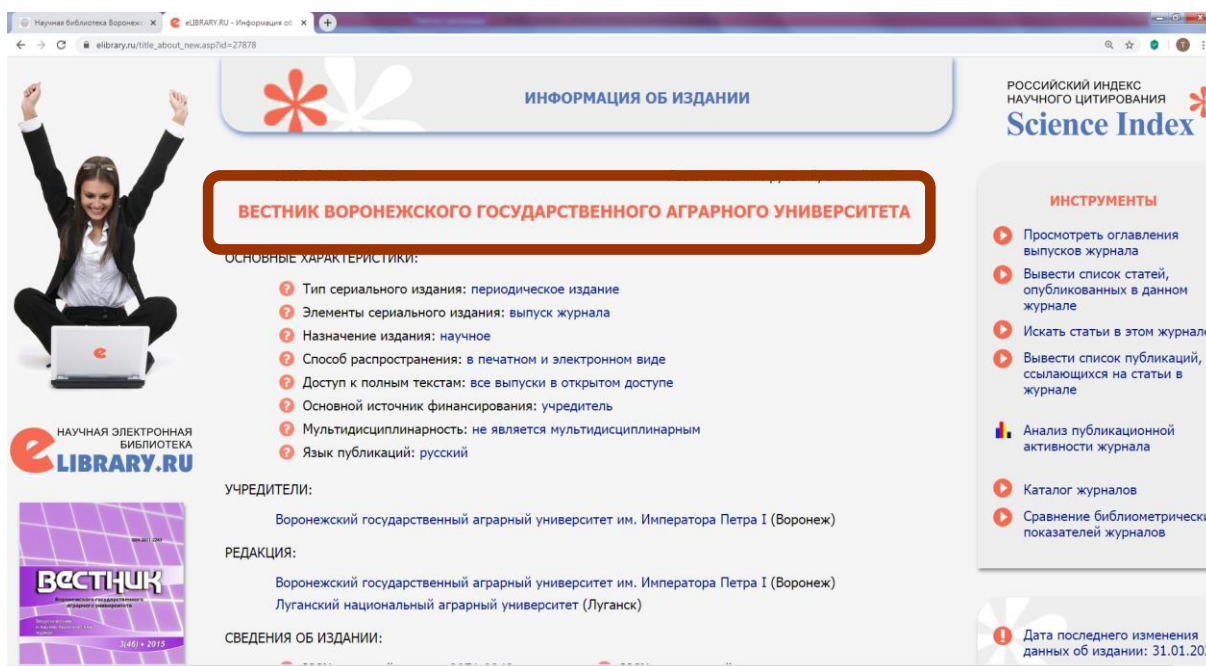 Научная библиотека Воронежс
eLIBRARY.RU - Информация об
elibrary.ru/title_about_new.asp?id=27878
ИНФОРМАЦИЯ ОБ ИЗДАНИИ
РОССИЙСКИЙ ИНДЕКС
НАУЧНОГО ЦИТИРОВАНИЯ
Science Index
ВЕСТНИК ВОРОНЕЖСКОГО ГОСУДАРСТВЕННОГО АГРАРНОГО УНИВЕРСИТЕТА
ОСНОВНЫЕ ХАРАКТЕРИСТИКИ:
Тип сериального издания: периодическое издание
Элементы сериального издания: выпуск журнала
Назначение издания: научное
Способ распространения: в печатном и электронном виде
Доступ к полным текстам: все выпуски в открытом доступе
Основной источник финансирования: учредитель
Мультидисциплинарность: не является мультидисциплинарным
Язык публикаций: русский
УЧРЕДИТЕЛИ:
Воронежский государственный аграрный университет им. Императора Петра I (Воронеж)
РЕДАКЦИЯ:
Воронежский государственный аграрный университет им. Императора Петра I (Воронеж)
Луганский национальный аграрный университет (Луганск)
СВЕДЕНИЯ ОБ ИЗДАНИИ:
НАУЧНАЯ ЭЛЕКТРОННАЯ
БИБЛИОТЕКА
eLIBRARY.RU
ВЕСТНИК
Воронежского государственного
аграрного университета
3(46) • 2015
ИНСТРУМЕНТЫ
Просмотреть оглавления
выпусков журнала
Вывести список статей,
опубликованных в данном
журнале
Искать статьи в этом журнале
Вывести список публикаций,
ссылающихся на статьи в
журнале
Анализ публикационной
активности журнала
Каталог журналов
Сравнение библиометрически
показателей журналов
Дата последнего изменения
данных об издании: 31.01.20